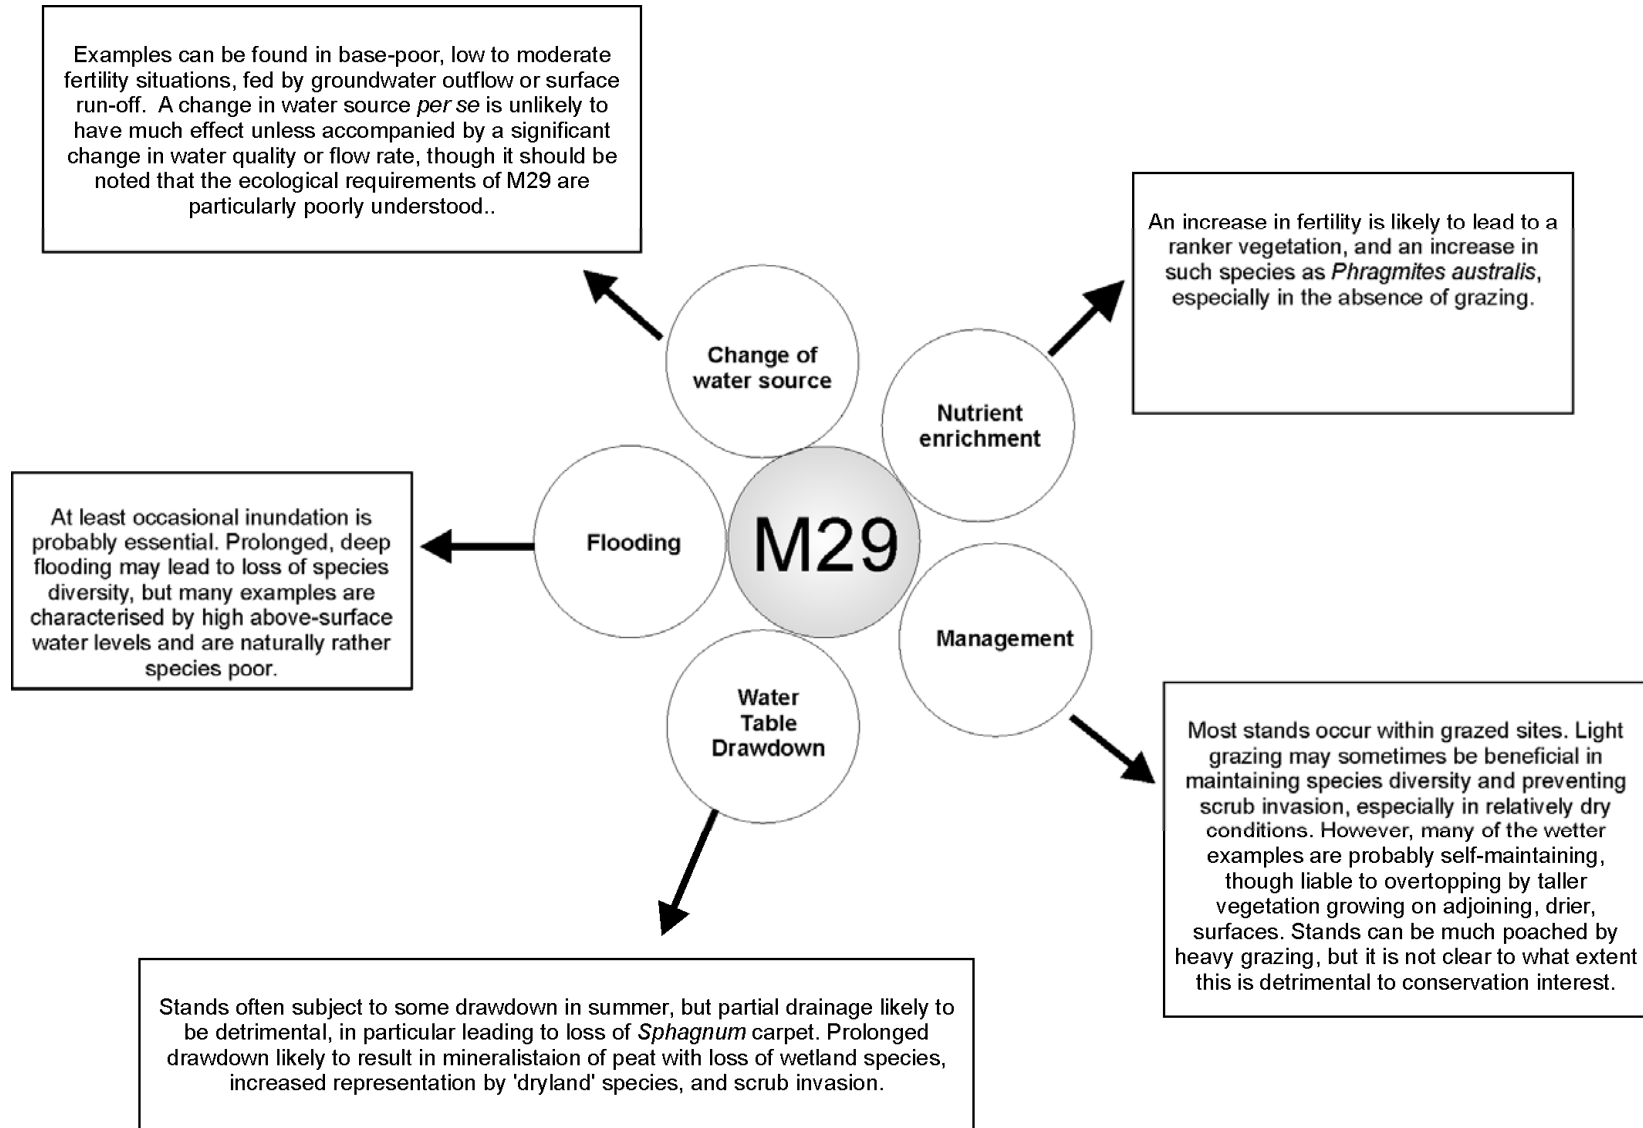 Examples can be found in base-poor, low to moderate
fertility situations, fed by groundwater outflow or surface
run-off.  A change in water source per se is unlikely to
have much effect unless accompanied by a significant
change in water quality or flow rate, though it should be
noted that the ecological requirements of M29 are
particularly poorly understood..
An increase in fertility is likely to lead to a
ranker vegetation, and an increase in
such species as Phragmites australis,
especially in the absence of grazing.
Change of
water source
Nutrient
enrichment
At least occasional inundation is
probably essential. Prolonged, deep
flooding may lead to loss of species
diversity, but many examples are
characterised by high above-surface
water levels and are naturally rather
species poor.
Flooding
M29
Management
Water
Table
Drawdown
Most stands occur within grazed sites. Light
grazing may sometimes be beneficial in
maintaining species diversity and preventing
scrub invasion, especially in relatively dry
conditions. However, many of the wetter
examples are probably self-maintaining,
though liable to overtopping by taller
vegetation growing on adjoining, drier,
surfaces. Stands can be much poached by
heavy grazing, but it is not clear to what extent
this is detrimental to conservation interest.
Stands often subject to some drawdown in summer, but partial drainage likely to
be detrimental, in particular leading to loss of Sphagnum carpet. Prolonged
drawdown likely to result in mineralistaion of peat with loss of wetland species,
increased representation by 'dryland' species, and scrub invasion.